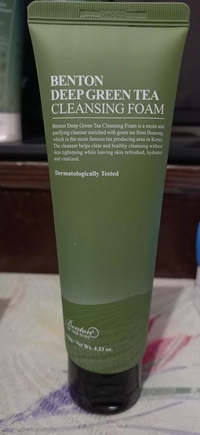 BENTON
DEEP GREEN TEA
CLEANSING FOAM
Benton Deep Green Tea Cleansing Foam is a moist and
purifying cleanser enriched with green tea from Boseong,
which is the most famous tea producing area in Korea.
The cleanser helps clear and healthy cleansing without
skin tightening while leaving skin refreshed, hydrated
and vitalized.
Dermatologically Tested
Benton
Net Wt. 4.23 oz.